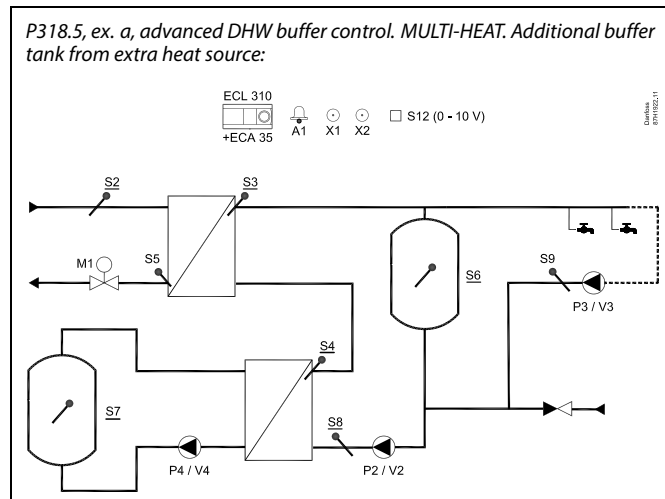 P318.5, ex. a, advanced DHW buffer control. MULTI-HEAT. Additional buffer
tank from extra heat source:
ECL 310
+ECA 35
A1
X1
X2
S12 (0 - 10 V)
Danfoss
87H1922.11
S2
S3
M1
S5
S6
S9
P3 / V3
S4
S7
S8
P4 / V4
P2 / V2